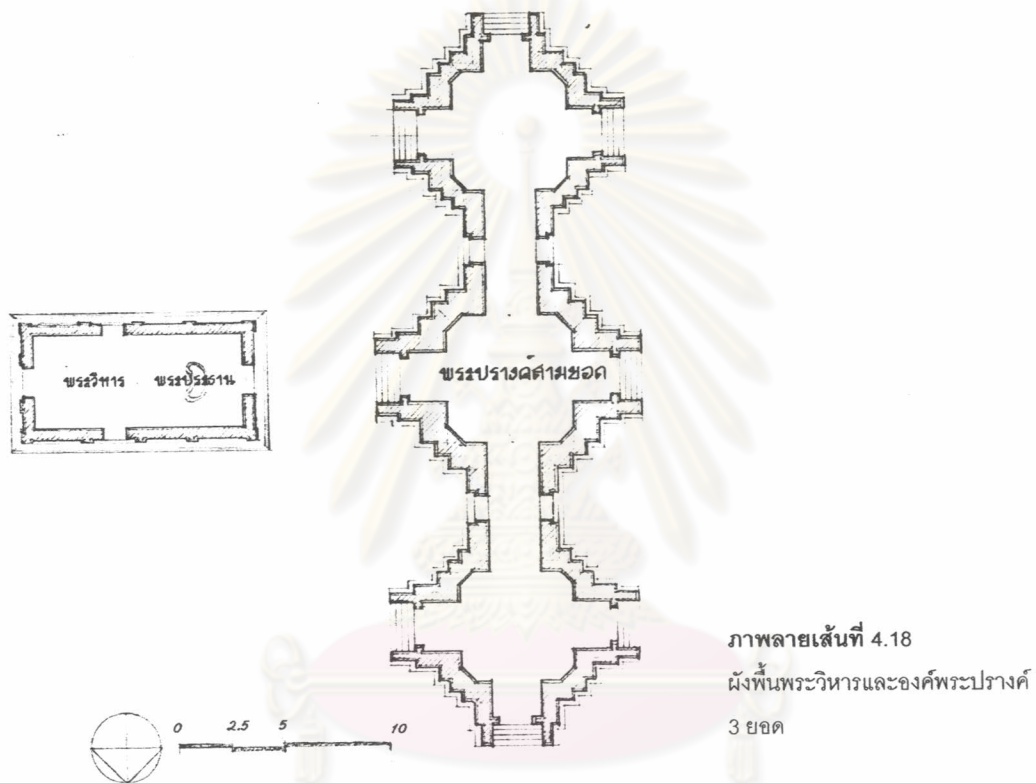 พระปรางค์สามยอด
พระวิหาร พระประธาน
0 2.5 5 10
ภาพลายเส้นที่ 4.18
ผังพื้นพระวิหารและองค์พระปรางค์
3 ยอด